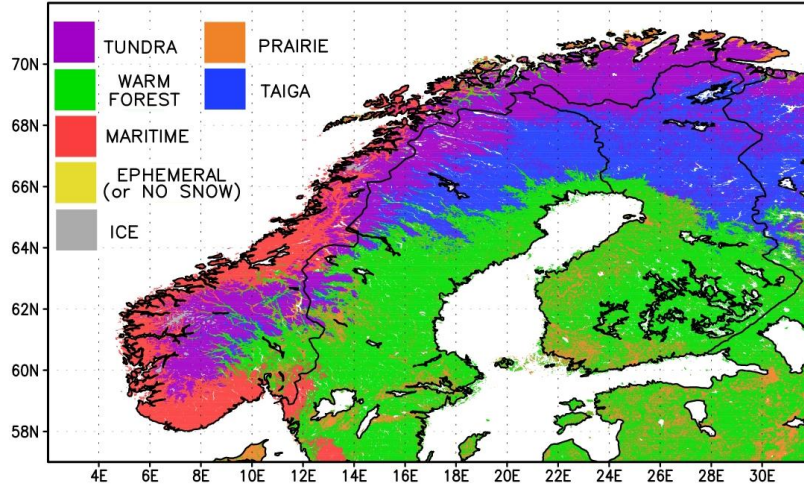 TUNDRA
PRAIRIE
WARM
FOREST
TAIGA
MARITIME
EPHEMERAL
(or NO SNOW)
ICE
70N
68N
66N
64N
62N
60N
58N
4E 6E 8E 10E 12E 14E 16E 18E 20E 22E 24E 26E 28E 30E